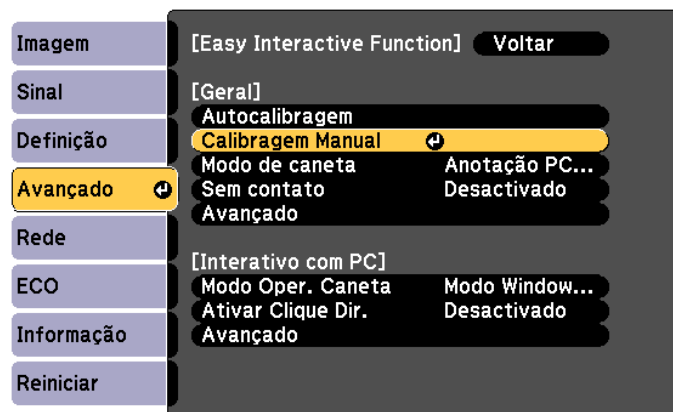 Imagem
Sinal
Definição
Avançado
Rede
ECO
Informação
Reiniciar
[Easy Interactive Function] Voltar
[Geral]
Autocalibragem
Calibragem Manual
Modo de caneta Anotação PC...
Sem contato Desactivado
Avançado
[Interativo com PC]
Modo Oper. Caneta Modo Window...
Ativar Clique Dir. Desactivado
Avançado